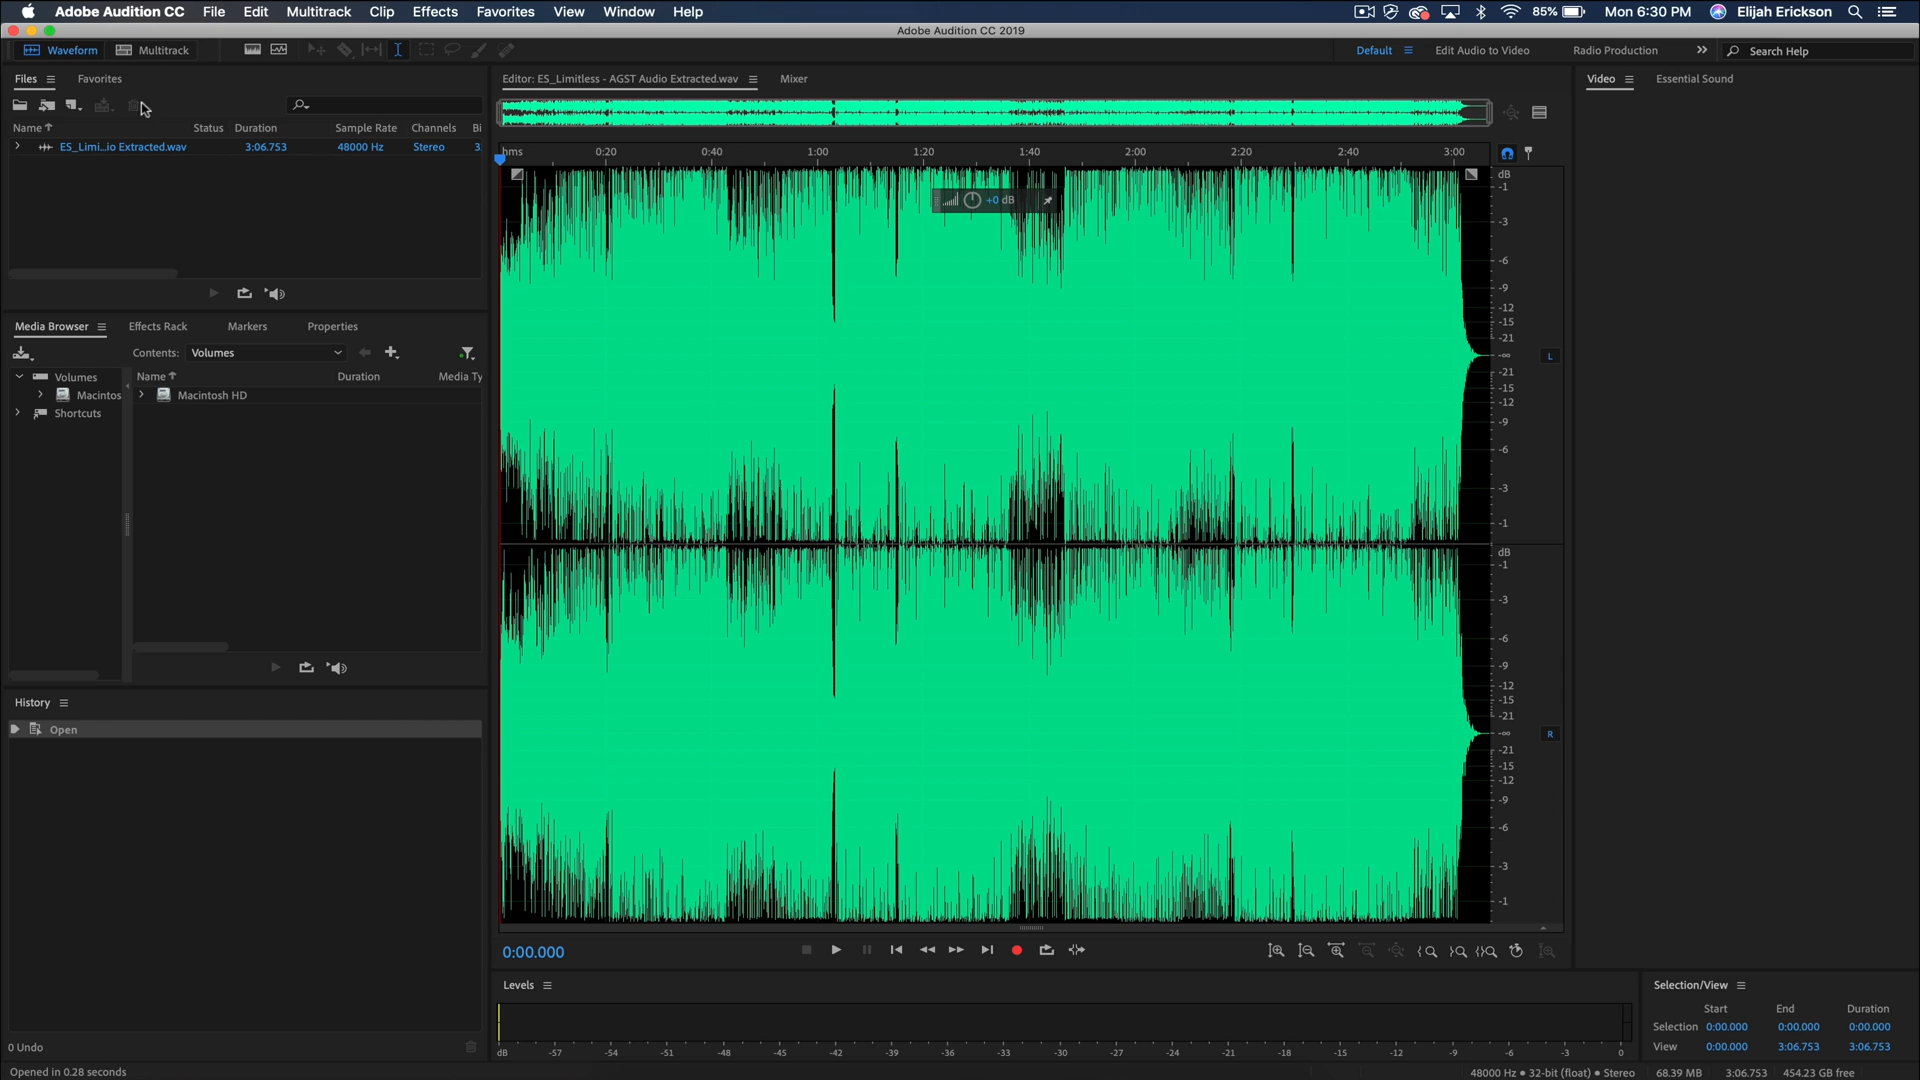 Adobe Audition CC File Edit Multitrack Clip Effects Favorites View Window Help 85% Mon 6:30 PM Elijah Erickson
Adobe Audition CC 2019
Waveform Multitrack Default Edit Audio to Video Radio Production Search Help
Files Favorites
Name Status Duration Sample Rate Channels Bi
ES_Limi...io Extracted.wav 3:06.753 48000 Hz Stereo 3
Media Browser Effects Rack Markers Properties
Contents: Volumes
Volumes
Macintos
Shortcuts
Name Duration Media Ty
Macintosh HD
History
Open
0 Undo
Opened in 0.28 seconds
Editor: ES_Limitless - AGST Audio Extracted.wav Mixer
hms 0:20 0:40 1:00 1:20 1:40 2:00 2:20 2:40 3:00
+0 dB
dB
-1
-3
-6
-9
-12
-15
-21
-∞
-21
-15
-12
-9
-6
-3
-1
L
dB
-1
-3
-6
-9
-12
-15
-21
-∞
-21
-15
-12
-9
-6
-3
-1
R
0:00.000
Levels
dB -57 -54 -51 -48 -45 -42 -39 -36 -33 -30 -27 -24 -21 -18 -15 -12 -9 -6 -3 0
Video Essential Sound
Selection/View
Start End Duration
Selection 0:00.000 0:00.000 0:00.000
View 0:00.000 3:06.753 3:06.753
48000 Hz • 32-bit (float) • Stereo 68.39 MB 3:06.753 454.23 GB free